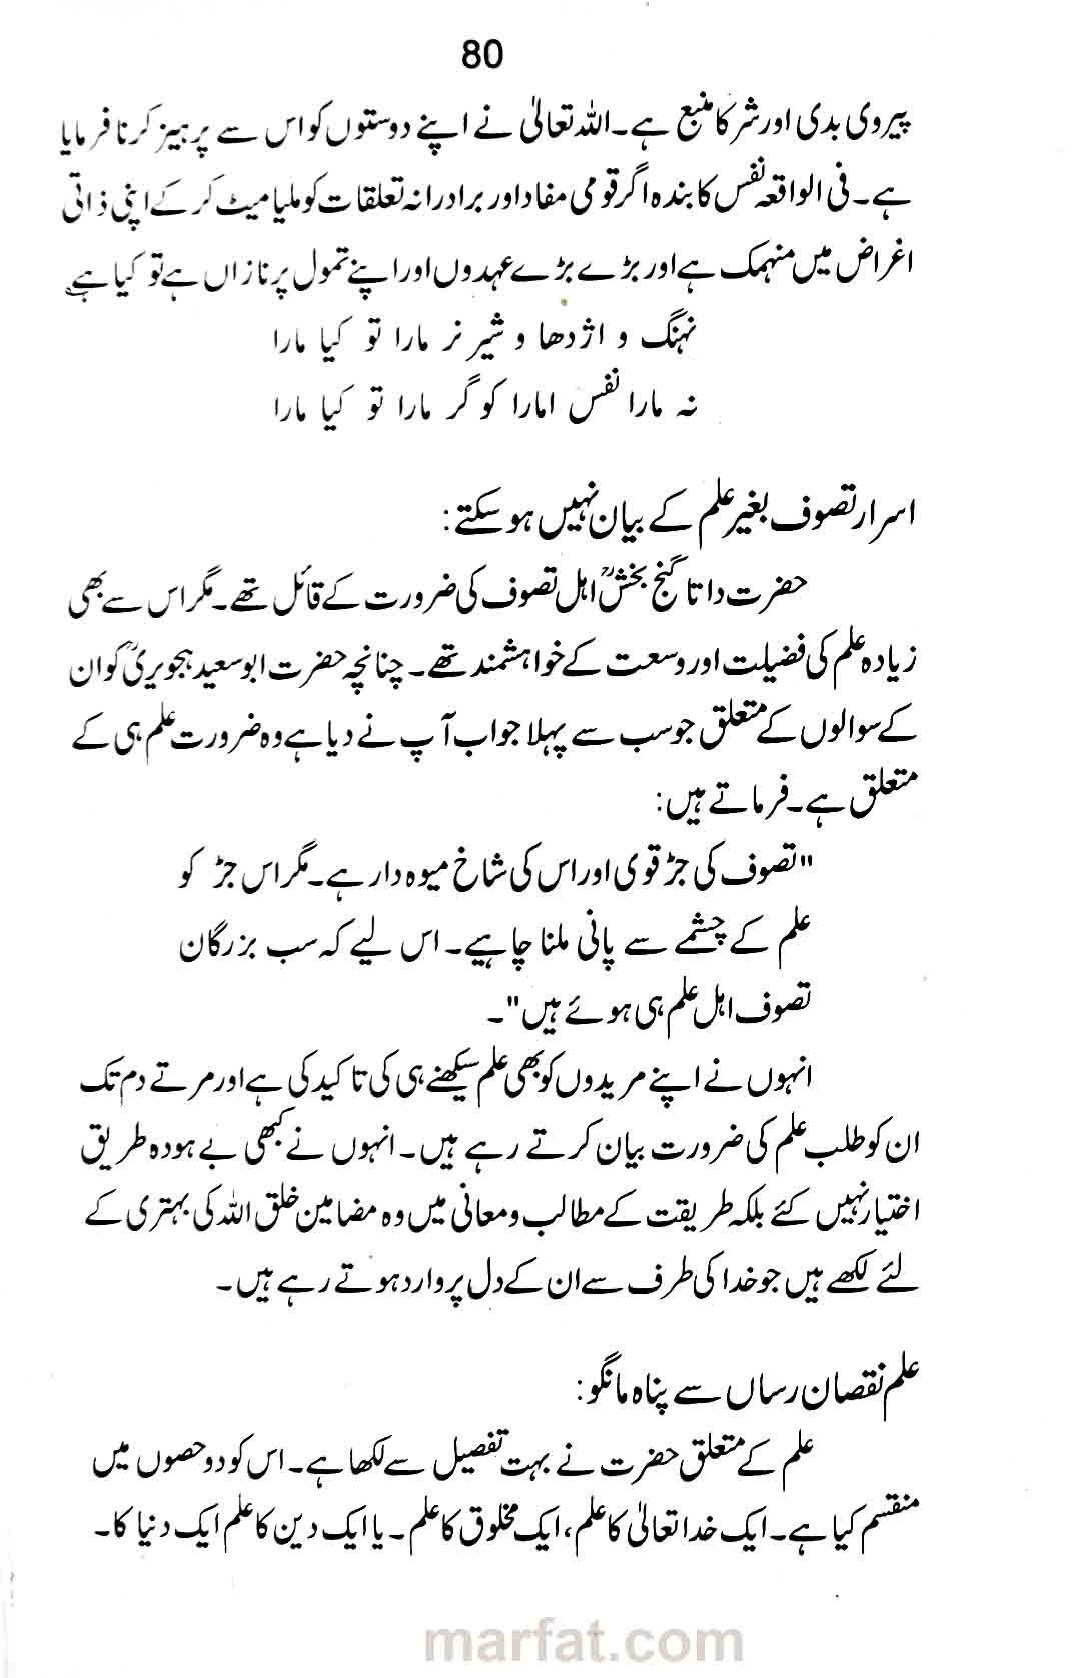 80
پیروی بدی اور شر کا منبع ہے۔ اللہ تعالیٰ نے اپنے دوستوں کو اس سے پرہیز کرنا فرمایا
ہے۔ فی الواقعہ نفس کا بندہ اگر قومی مفاد اور برادرانہ تعلقات کو ملیا میٹ کر کے اپنی ذاتی
اغراض میں منہمک ہے اور بڑے بڑے عہدوں اور اپنے تمول پر نازاں ہے تو کیا ہے
نہنگ و اژدھا و شیر نر مارا تو کیا مارا
نہ مارا نفس امارا کو گر مارا تو کیا مارا
اسرار تصوف بغیر علم کے بیان نہیں ہو سکتے:
حضرت داتا گنج بخشؒ اہل تصوف کی ضرورت کے قائل تھے۔ مگر اس سے بھی
زیادہ علم کی فضیلت اور وسعت کے خواہشمند تھے۔ چنانچہ حضرت ابو سعید ہجویریؒ کو ان
کے سوالوں کے متعلق جو سب سے پہلا جواب آپ نے دیا ہے وہ ضرورت علم ہی کے
متعلق ہے۔ فرماتے ہیں:
"تصوف کی جڑ قوی اور اس کی شاخ میوہ دار ہے۔ مگر اس جڑ کو
علم کے چشمے سے پانی ملنا چاہیے۔ اس لیے کہ سب بزرگان
تصوف اہل علم ہی ہوئے ہیں"۔
انہوں نے اپنے مریدوں کو بھی علم سیکھنے ہی کی تاکید کی ہے اور مرتے دم تک
ان کو طلب علم کی ضرورت بیان کرتے رہے ہیں۔ انہوں نے کبھی بے ہودہ طریق
اختیار نہیں کئے بلکہ طریقت کے مطالب و معانی میں وہ مضامین خلق اللہ کی بہتری کے
لئے لکھے ہیں جو خدا کی طرف سے ان کے دل پر وارد ہوتے رہے ہیں۔
علم نقصان رساں سے پناہ مانگو:
علم کے متعلق حضرت نے بہت تفصیل سے لکھا ہے۔ اس کو دو حصوں میں
منقسم کیا ہے۔ ایک خدا تعالیٰ کا علم، ایک مخلوق کا علم۔ یا ایک دین کا علم ایک دنیا کا۔
marfat.com